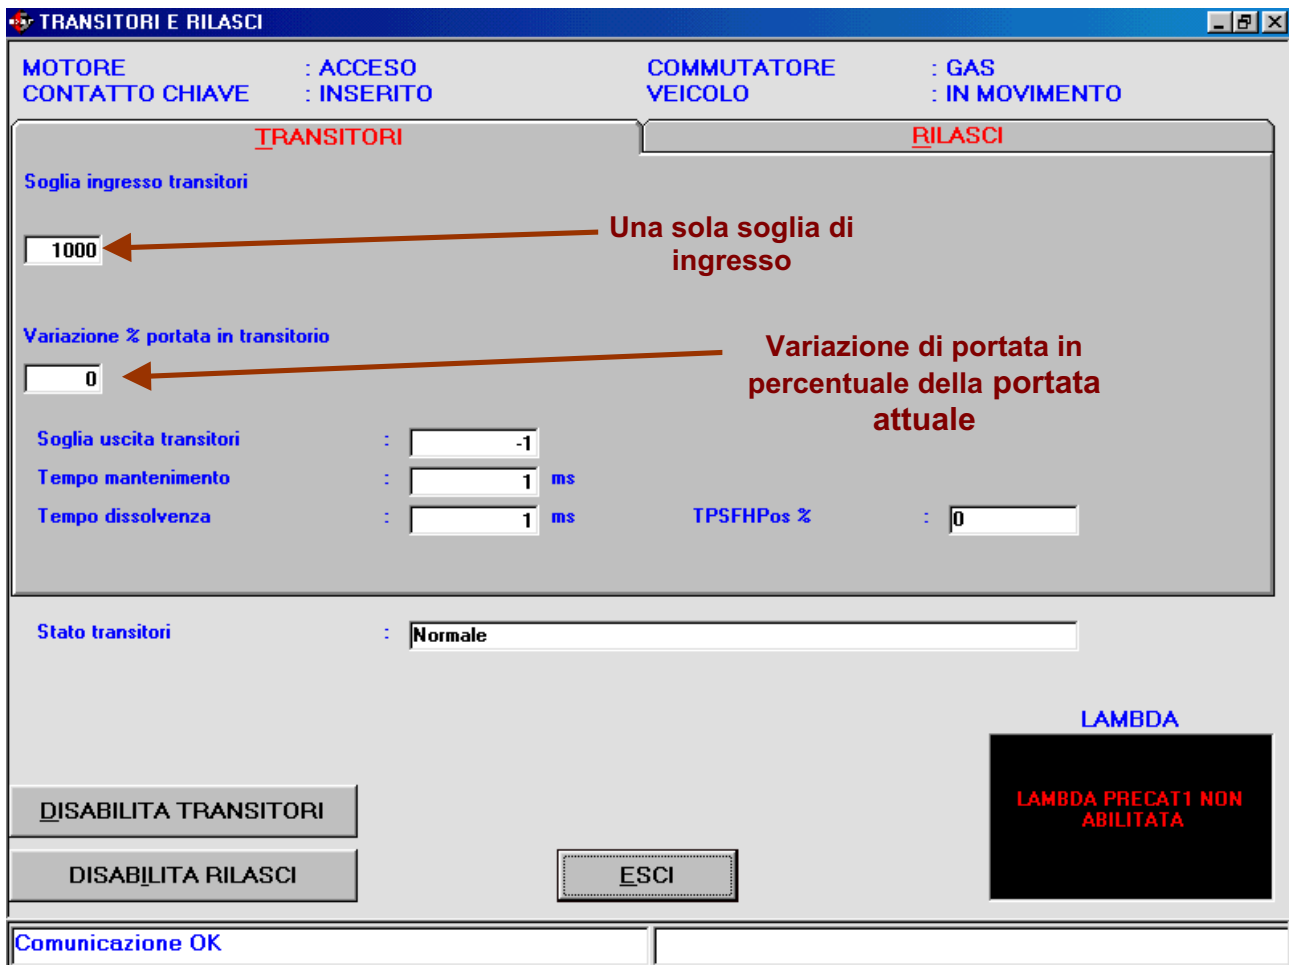 TRANSITORI E RILASCI
MOTORE : ACCESO COMMUTATORE : GAS
CONTATTO CHIAVE : INSERITO VEICOLO : IN MOVIMENTO
TRANSITORI RILASCI
Soglia ingresso transitori
Una sola soglia di
ingresso
1000
Variazione % portata in transitorio
Variazione di portata in
percentuale della portata
attuale
0
Soglia uscita transitori : -1
Tempo mantenimento : 1 ms
Tempo dissolvenza : 1 ms TPSFHPos % : 0
Stato transitori : Normale
LAMBDA
LAMBDA PRECAT1 NON
ABILITATA
DISABILITA TRANSITORI
DISABILITA RILASCI
ESCI
Comunicazione OK